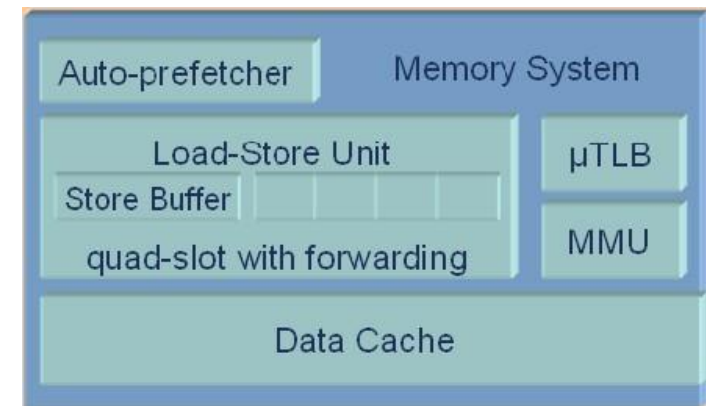 Auto-prefetcher
Memory System
Load-Store Unit
µTLB
Store Buffer
quad-slot with forwarding
MMU
Data Cache